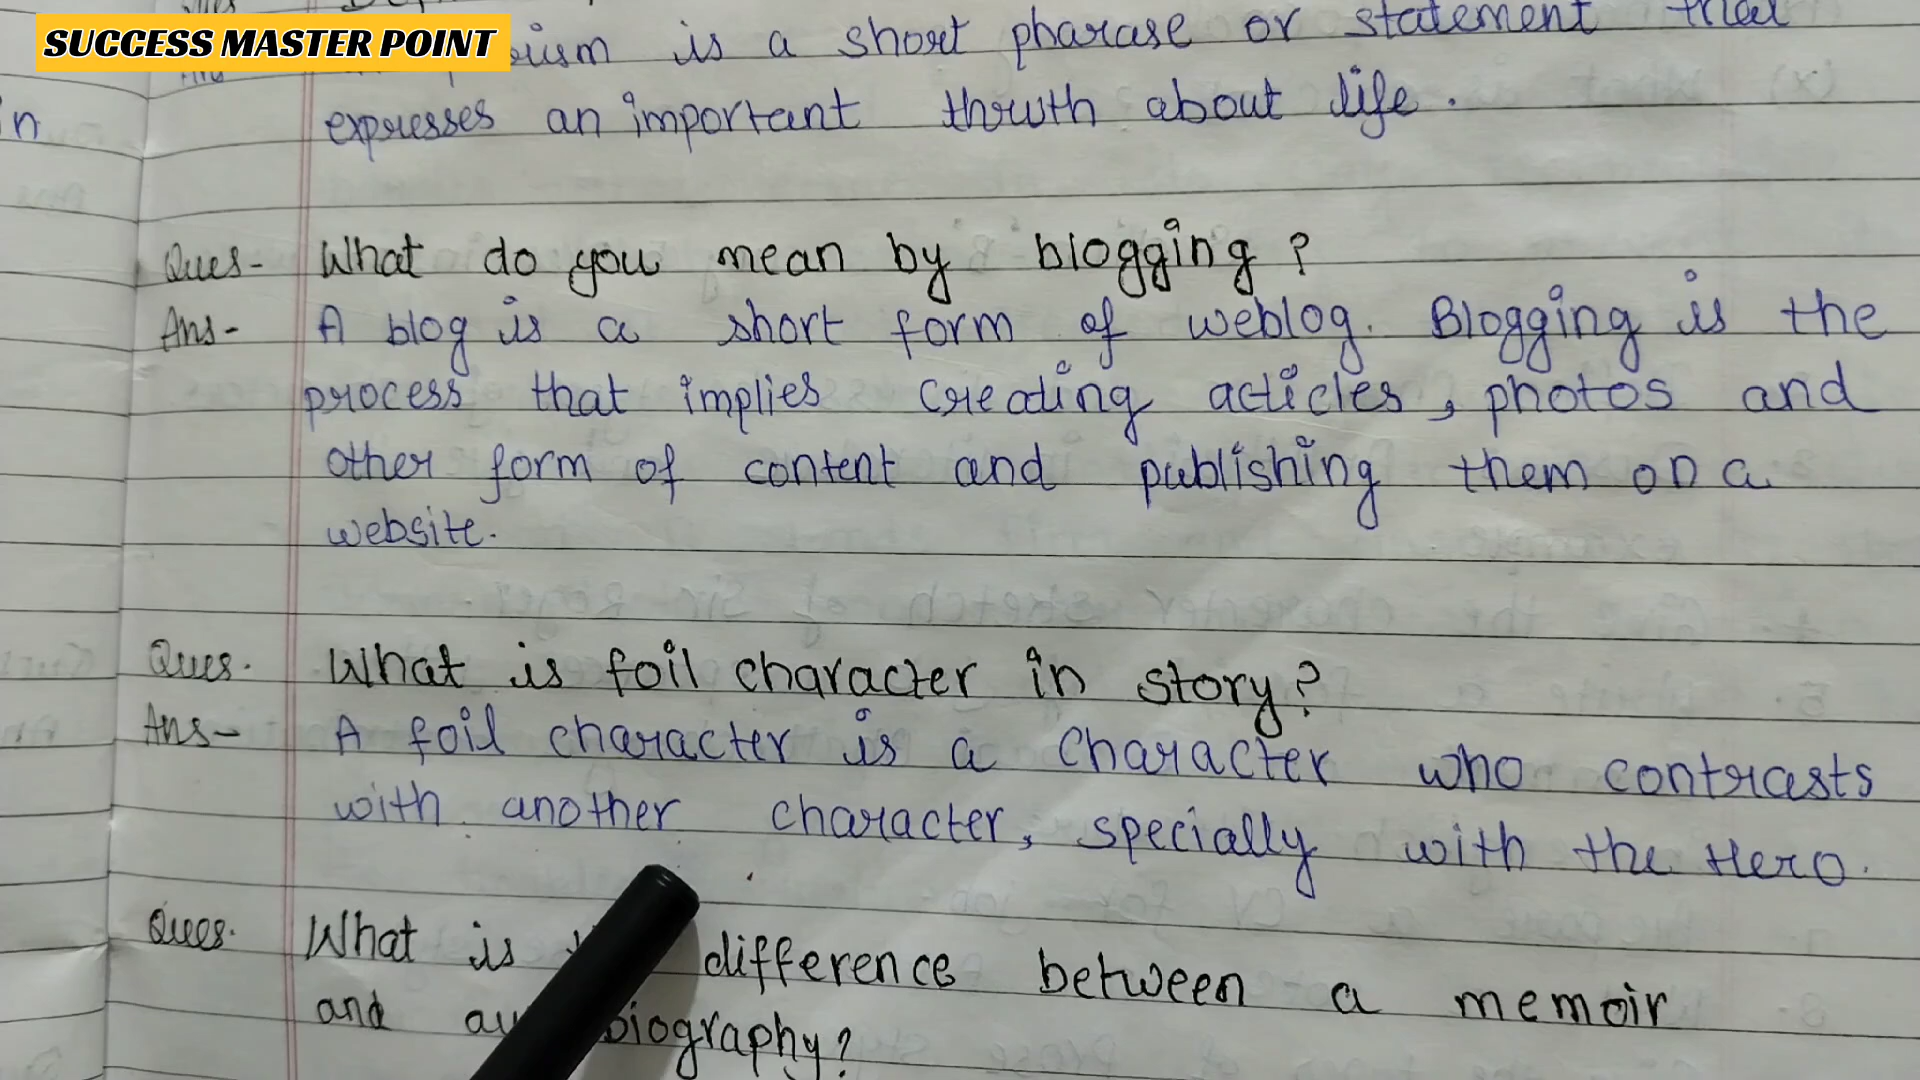 SUCCESS MASTER POINT
is a short pharase or statement that
in
expresses an important thruth about life.
Ques- What do you mean by blogging?
Ans- A blog is a short form of weblog. Blogging is the
process that implies creating acticles, photos and
other form of content and publishing them on a
website.
Ques. What is foil character in story?
Ans- A foil character is a character who contrasts
with another character, specially with the Hero.
Ques. What is difference between a memoir
and biography?